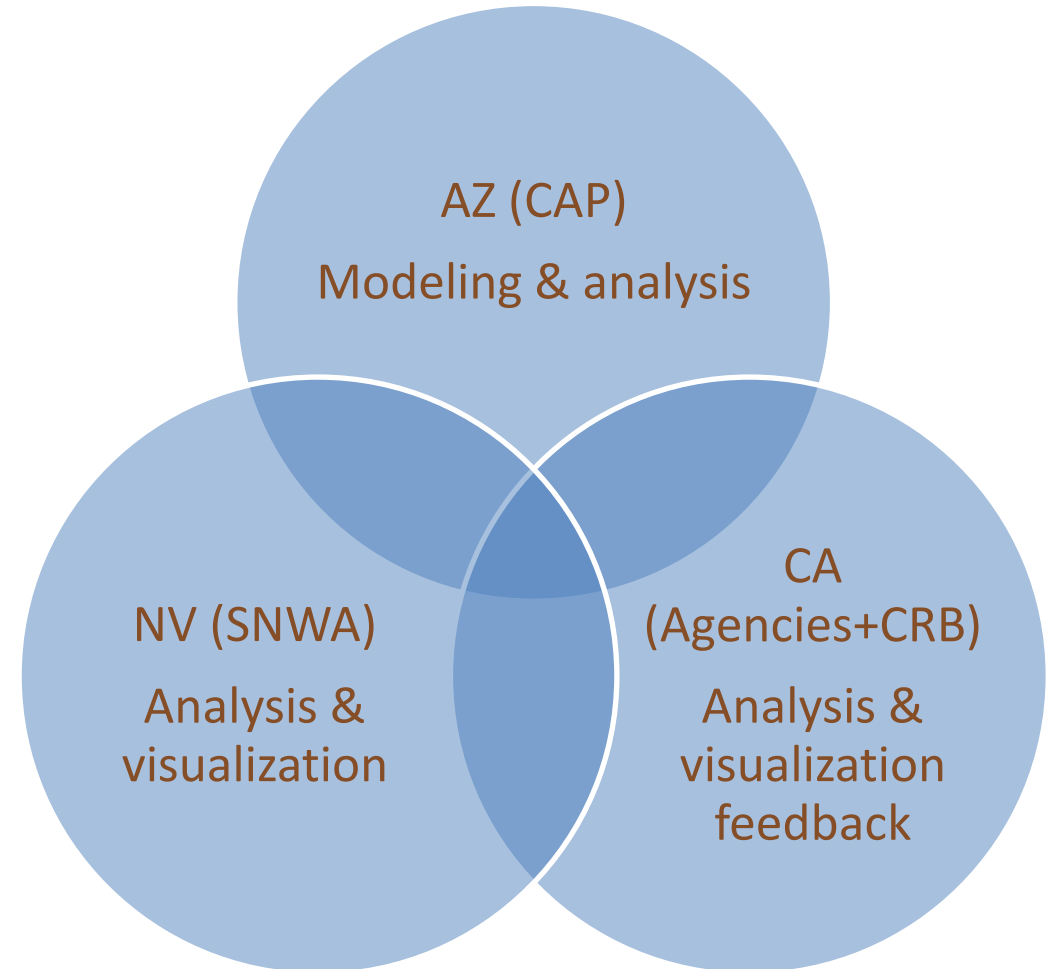 AZ (CAP)
Modeling & analysis
NV (SNWA)
Analysis &
visualization
CA
(Agencies+CRB)
Analysis &
visualization
feedback